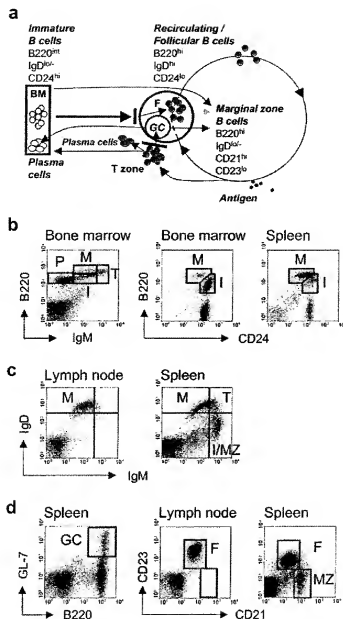 a
Immature
B cells
B220int
IgDlo/-
CD24hi
Recirculating /
Follicular B cells
B220hi
IgDhi
CD24lo
BM
F
GC
Marginal zone
B cells
B220hi
IgDlo/-
CD21hi
CD23lo
Plasma cells
Plasma
cells
T zone
Antigen
b
Bone marrow
Bone marrow
Spleen
P
M
T
I
M
I
M
I
B220
IgM
B220
CD24
c
Lymph node
Spleen
M
M
T
I/MZ
IgD
IgM
d
Spleen
Lymph node
Spleen
GC
F
F
MZ
GL-7
B220
CD23
CD21